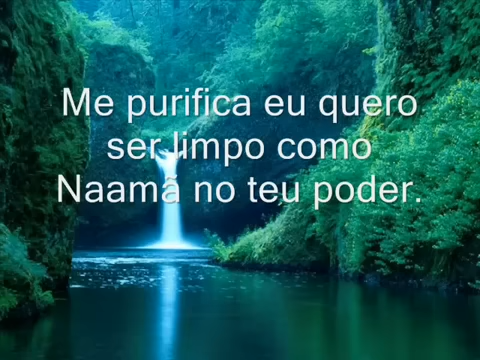 Me purifica eu quero
ser limpo como
Naamã no teu poder.